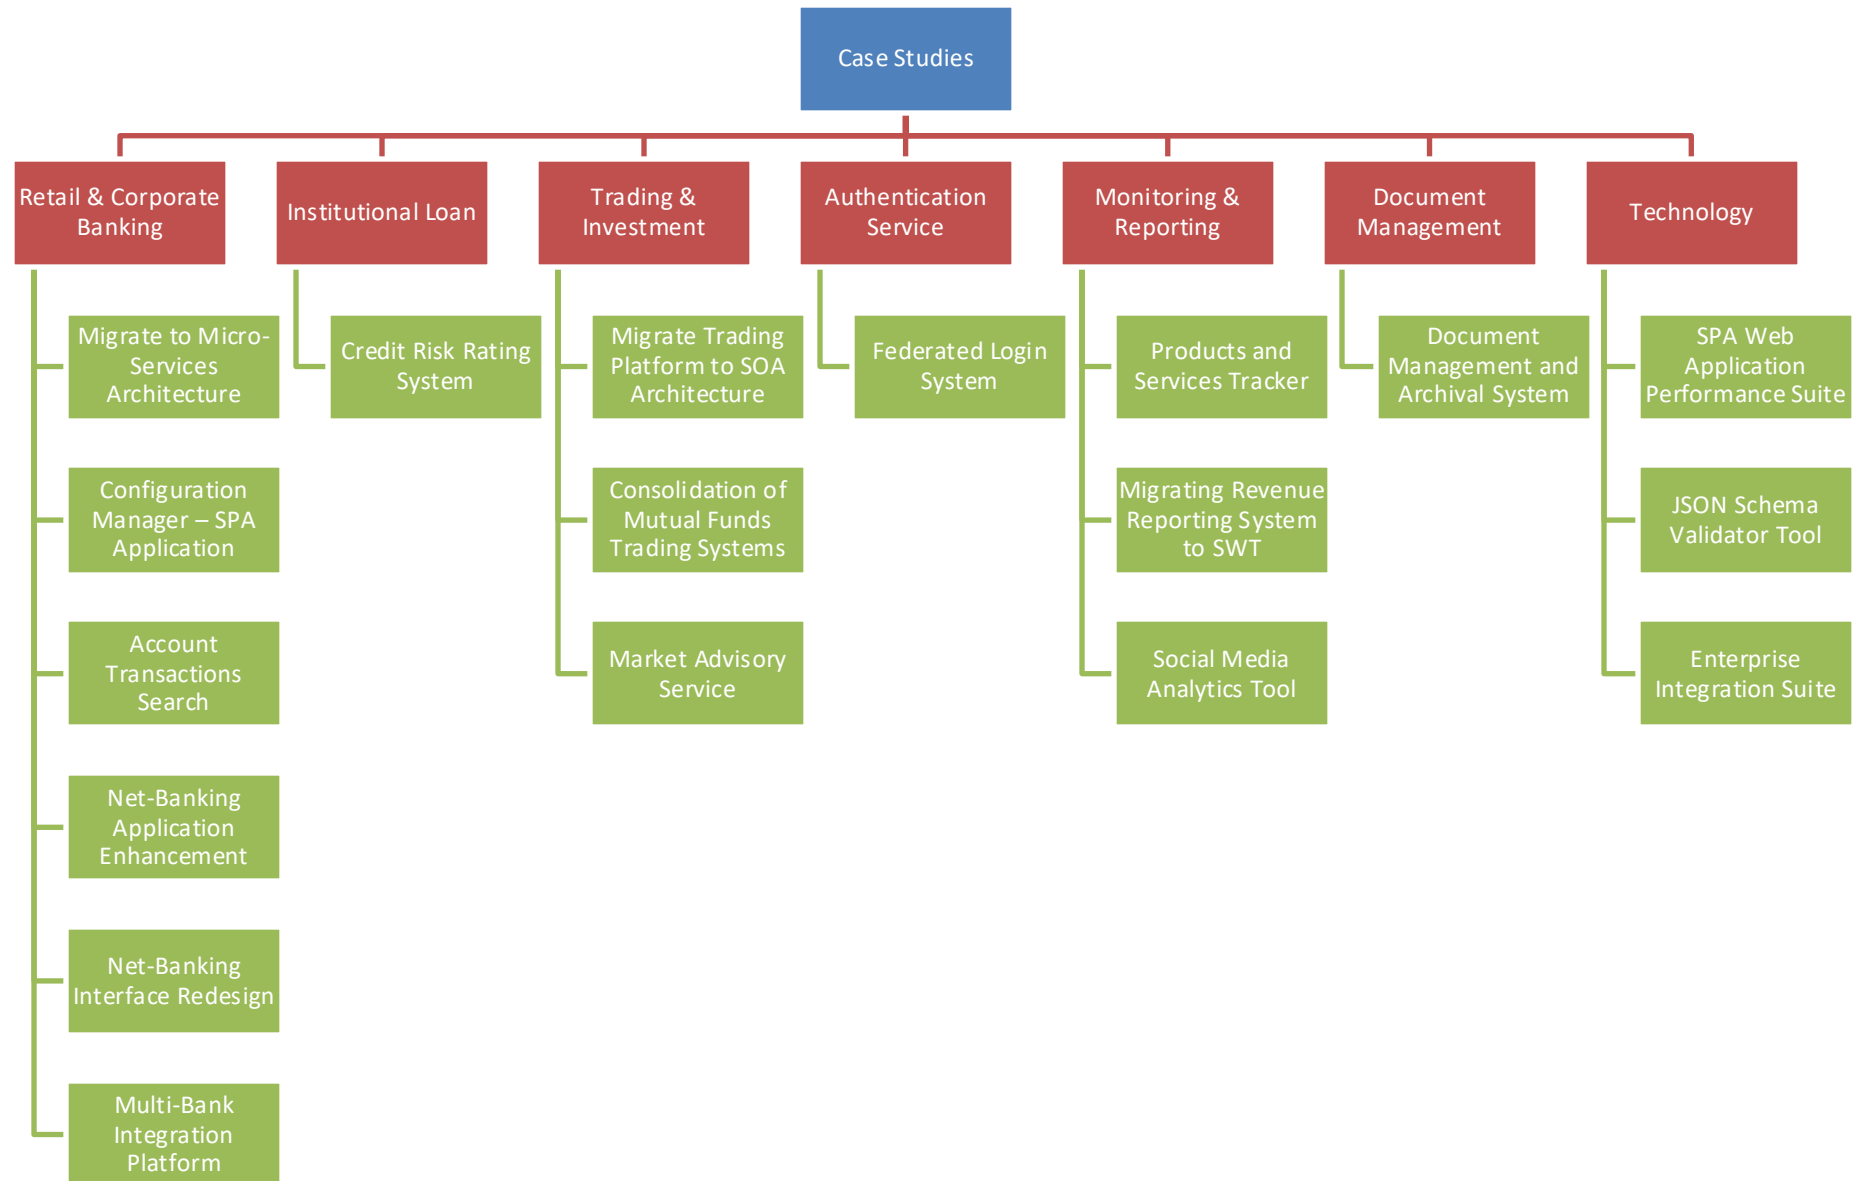 Case Studies
Retail & Corporate
Banking
Migrate to Micro-
Services
Architecture
Configuration
Manager – SPA
Application
Account
Transactions
Search
Net-Banking
Application
Enhancement
Net-Banking
Interface Redesign
Multi-Bank
Integration
Platform
Institutional Loan
Credit Risk Rating
System
Trading &
Investment
Migrate Trading
Platform to SOA
Architecture
Consolidation of
Mutual Funds
Trading Systems
Market Advisory
Service
Authentication
Service
Federated Login
System
Monitoring &
Reporting
Products and
Services Tracker
Migrating Revenue
Reporting System
to SWT
Social Media
Analytics Tool
Document
Management
Document
Management and
Archival System
Technology
SPA Web
Application
Performance Suite
JSON Schema
Validator Tool
Enterprise
Integration Suite